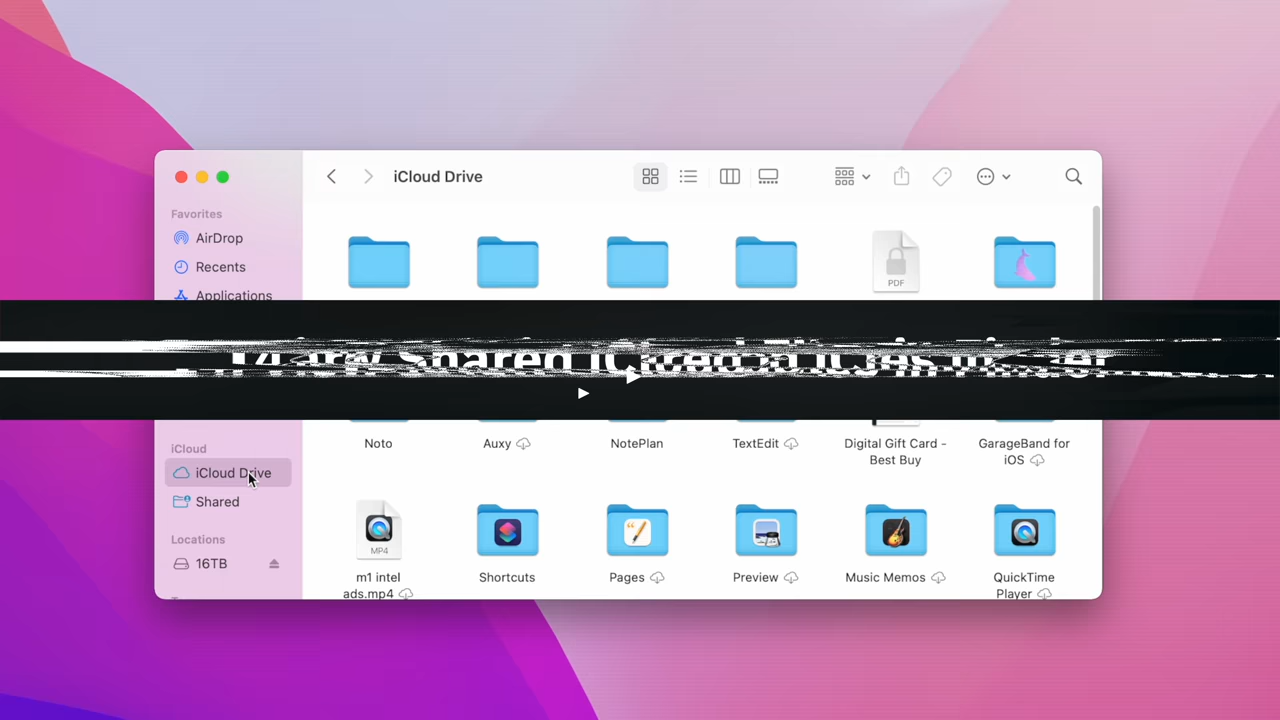 iCloud Drive
Favorites
AirDrop
Recents
Applications
PDF
iCloud
iCloud Drive
Shared
Locations
16TB
Noto
Auxy
NotePlan
TextEdit
Digital Gift Card -
Best Buy
GarageBand for
iOS
MP4
m1 intel
ads.mp4
Shortcuts
Pages
Preview
Music Memos
QuickTime
Player